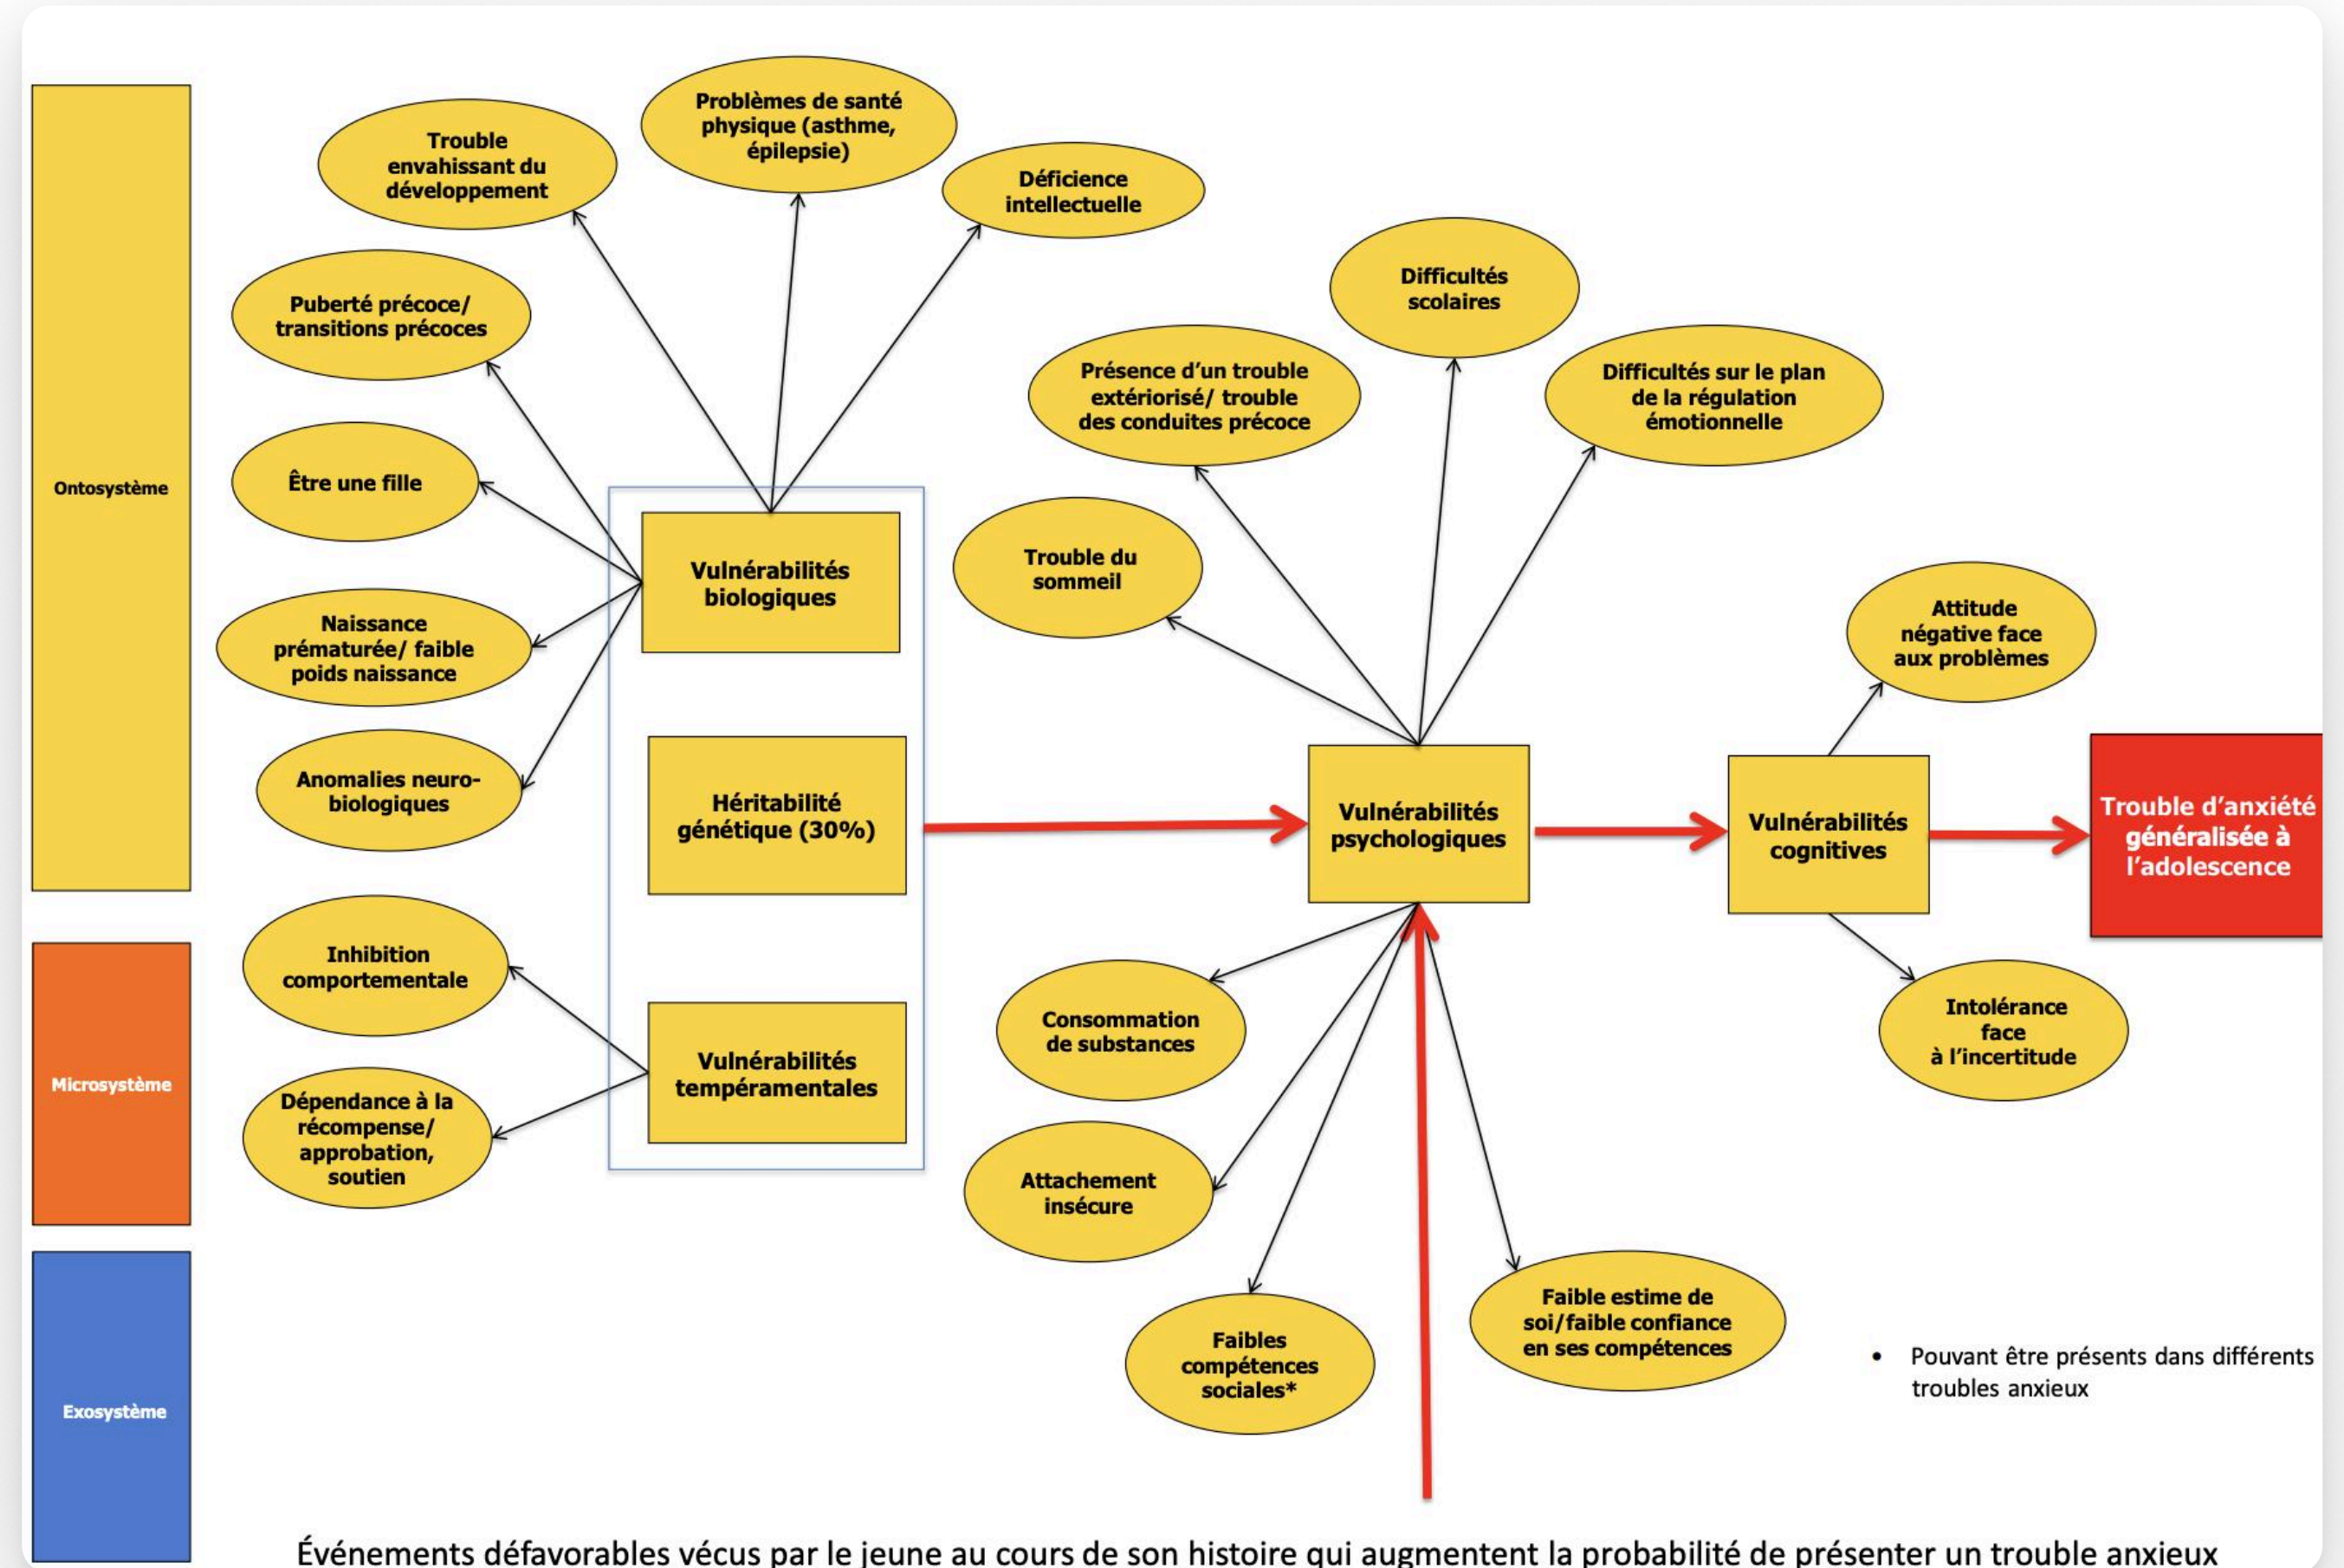 Ontosystème
Microsystème
Exosystème
Trouble
envahissant du
développement
Problèmes de santé
physique (asthme,
épilepsie)
Déficience
intellectuelle
Puberté précoce/
transitions précoces
Être une fille
Naissance
prématurée/ faible
poids naissance
Anomalies neuro-
biologiques
Inhibition
comportementale
Dépendance à la
récompense/
approbation,
soutien
Vulnérabilités
biologiques
Héritabilité
génétique (30%)
Vulnérabilités
tempéramentales
Difficultés
scolaires
Présence d’un trouble
extériorisé/ trouble
des conduites précoce
Difficultés sur le plan
de la régulation
émotionnelle
Trouble du
sommeil
Vulnérabilités
psychologiques
Consommation
de substances
Attachement
insécure
Faibles
compétences
sociales*
Faible estime de
soi/faible confiance
en ses compétences
Attitude
négative face
aux problèmes
Vulnérabilités
cognitives
Intolérance
face
à l’incertitude
Trouble d’anxiété
généralisée à
l’adolescence
• Pouvant être présents dans différents
troubles anxieux
Événements défavorables vécus par le jeune au cours de son histoire qui augmentent la probabilité de présenter un trouble anxieux